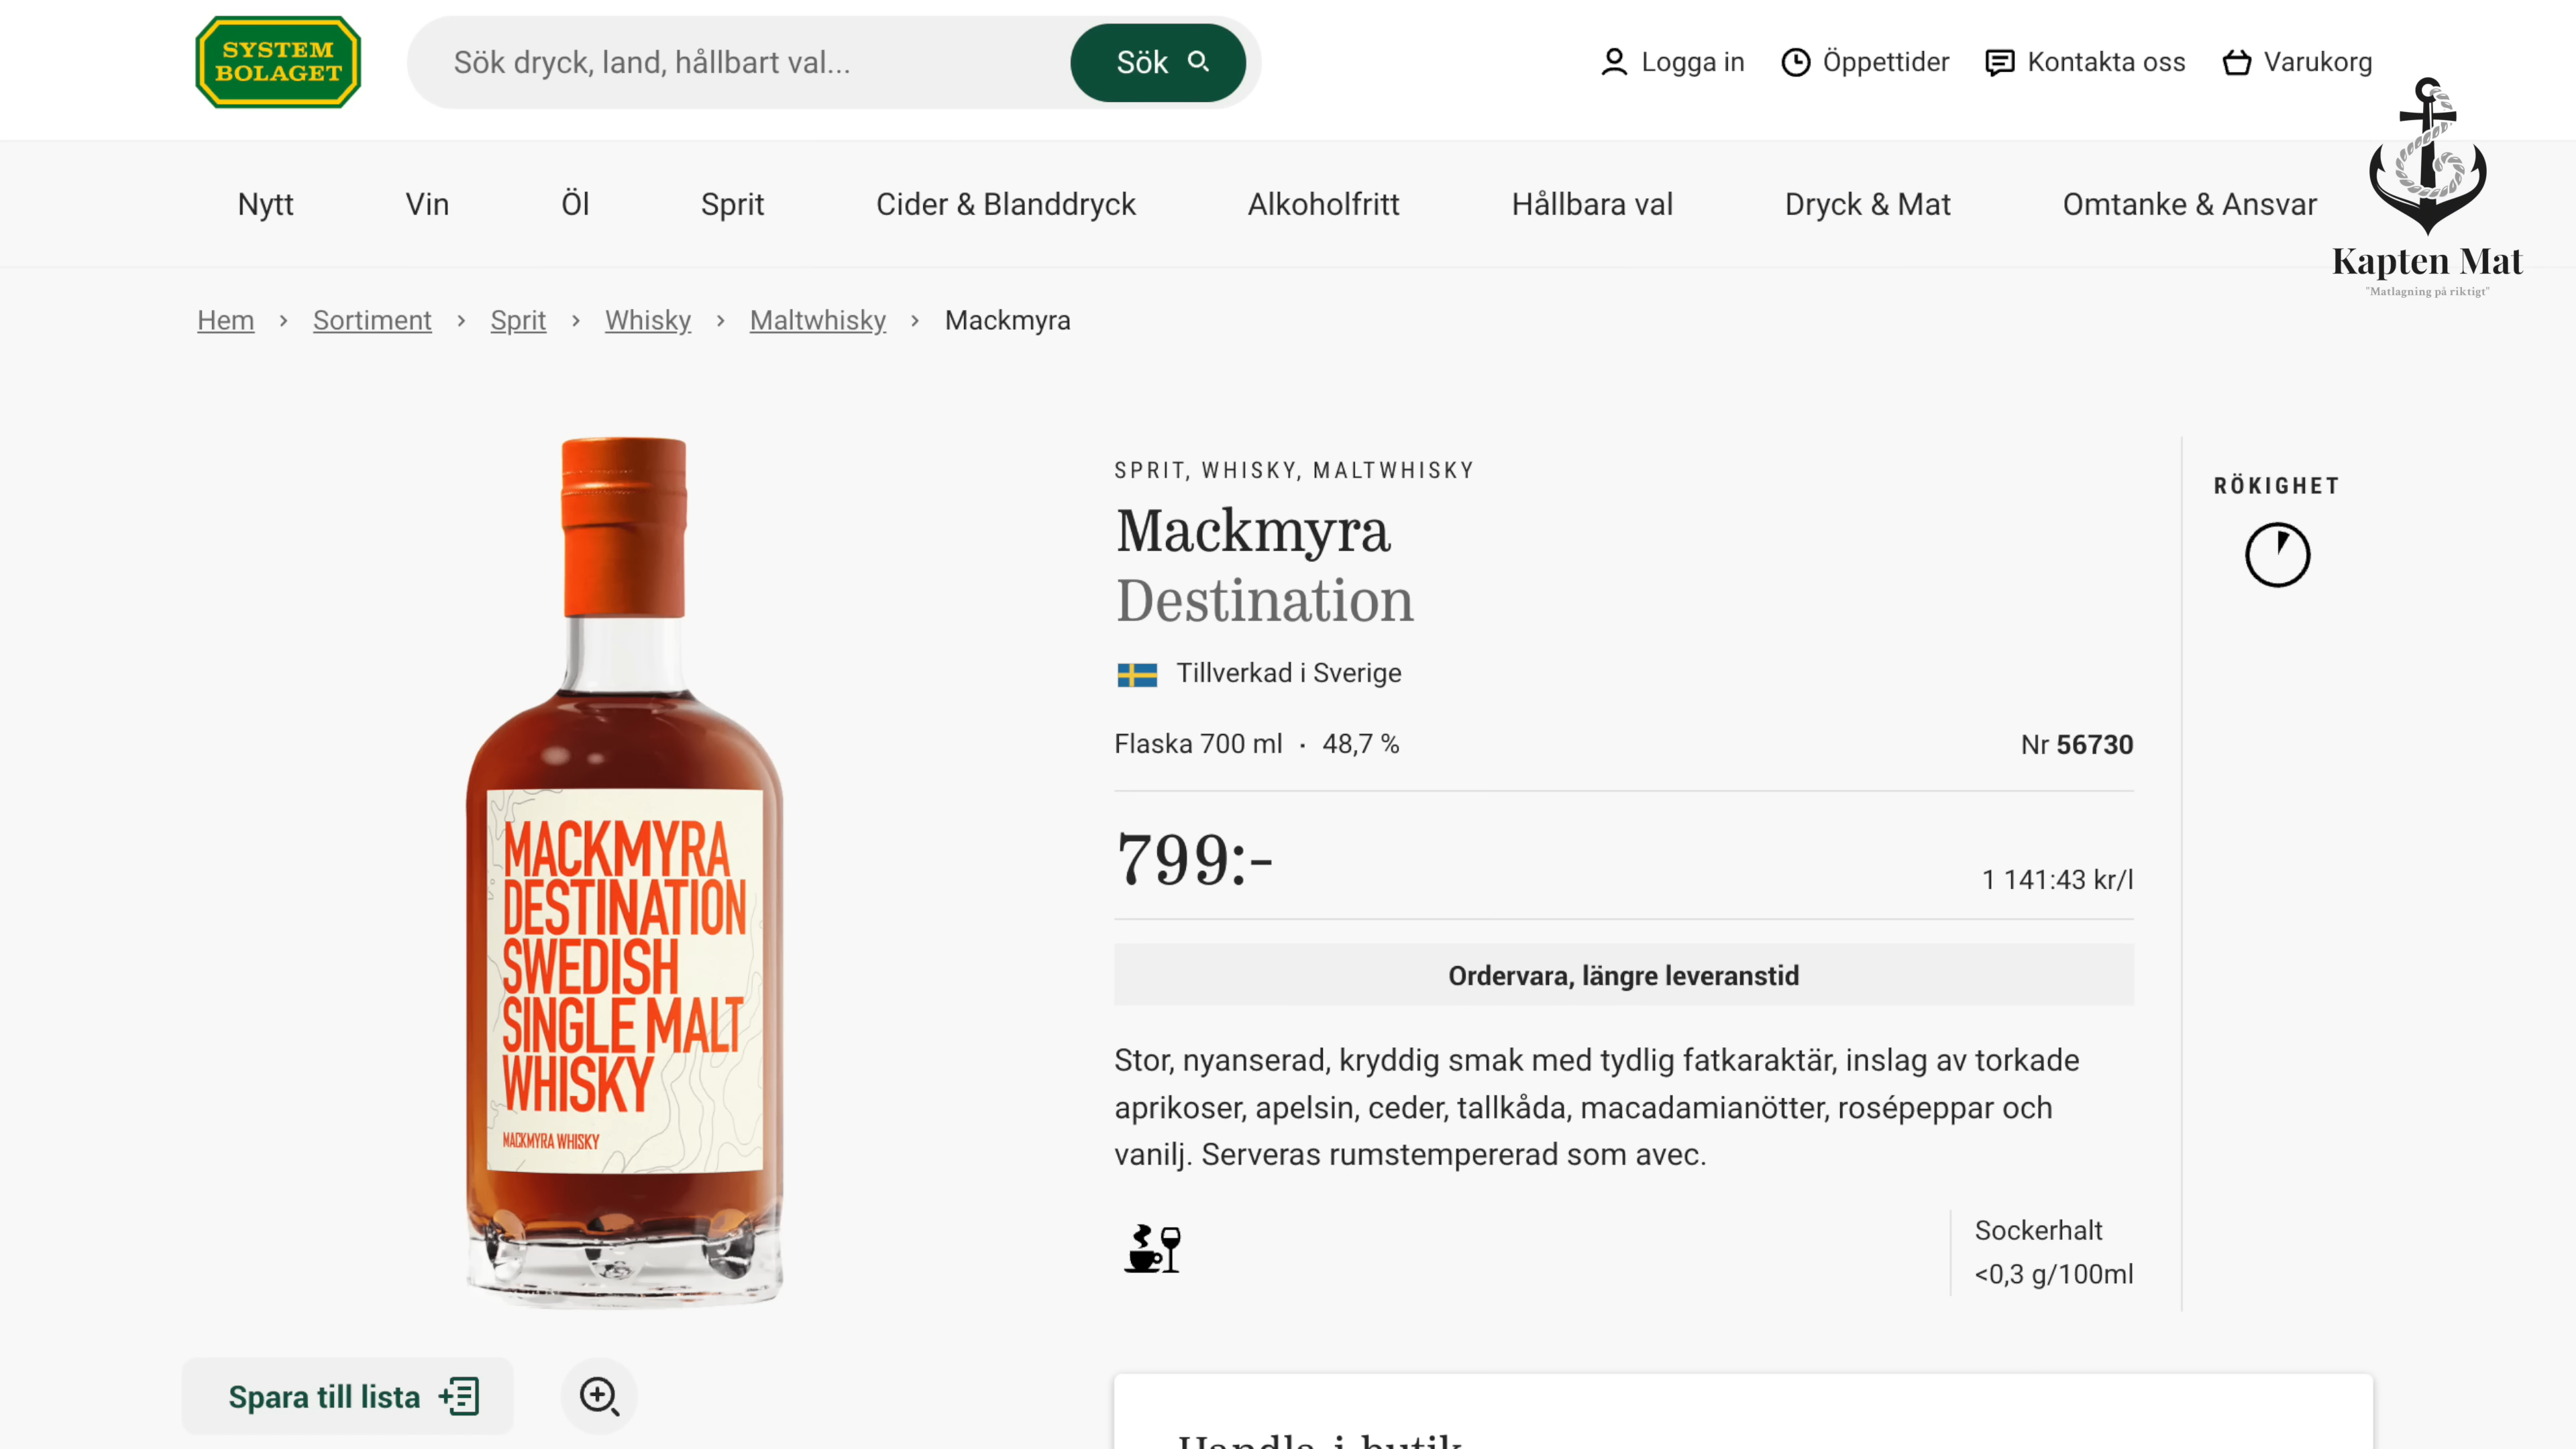 SYSTEM
BOLAGET
Sök dryck, land, hållbart val...
Sök
Logga in
Öppettider
Kontakta oss
Varukorg
Nytt
Vin
Öl
Sprit
Cider & Blanddryck
Alkoholfritt
Hållbara val
Dryck & Mat
Omtanke & Ansvar
Kapten Mat
"Matlagning på riktigt"
Hem > Sortiment > Sprit > Whisky > Maltwhisky > Mackmyra
MACKMYRA
DESTINATION
SWEDISH
SINGLE MALT
WHISKY
MACKMYRA WHISKY
SPRIT, WHISKY, MALTWHISKY
Mackmyra
Destination
Tillverkad i Sverige
Flaska 700 ml · 48,7 %
Nr 56730
799:-
1 141:43 kr/l
Ordervara, längre leveranstid
Stor, nyanserad, kryddig smak med tydlig fatkaraktär, inslag av torkade
aprikoser, apelsin, ceder, tallkåda, macadamianötter, rosépeppar och
vanilj. Serveras rumstempererad som avec.
Sockerhalt
<0,3 g/100ml
RÖKIGHET
Spara till lista
Handla i butik